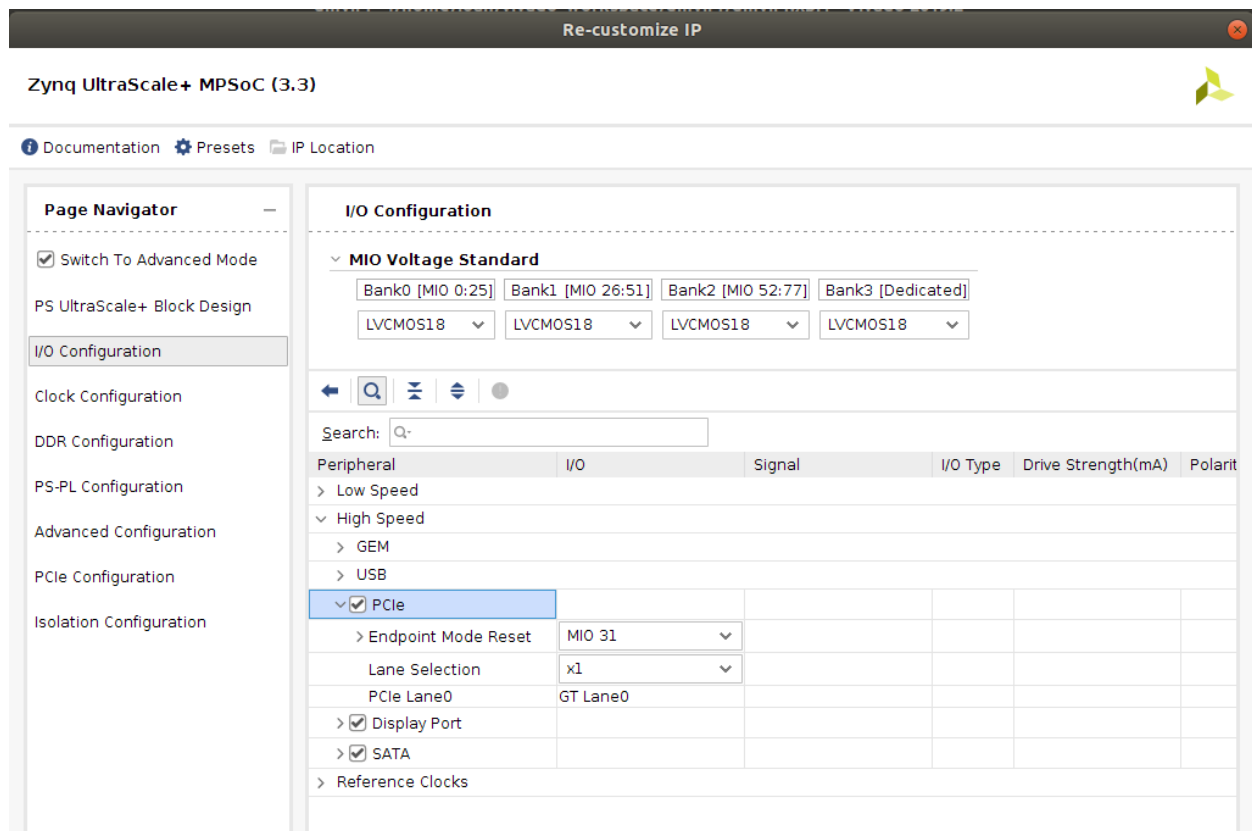 Re-customize IP
Zynq UltraScale+ MPSoC (3.3)
Documentation Presets IP Location
Page Navigator
Switch To Advanced Mode
PS UltraScale+ Block Design
I/O Configuration
Clock Configuration
DDR Configuration
PS-PL Configuration
Advanced Configuration
PCIe Configuration
Isolation Configuration
I/O Configuration
MIO Voltage Standard
Bank0 [MIO 0:25] Bank1 [MIO 26:51] Bank2 [MIO 52:77] Bank3 [Dedicated]
LVCMOS18 LVCMOS18 LVCMOS18 LVCMOS18
Search:
Peripheral I/O Signal I/O Type Drive Strength(mA) Polarit
Low Speed
High Speed
GEM
USB
PCIe
Endpoint Mode Reset MIO 31
Lane Selection x1
PCIe Lane0 GT Lane0
Display Port
SATA
Reference Clocks